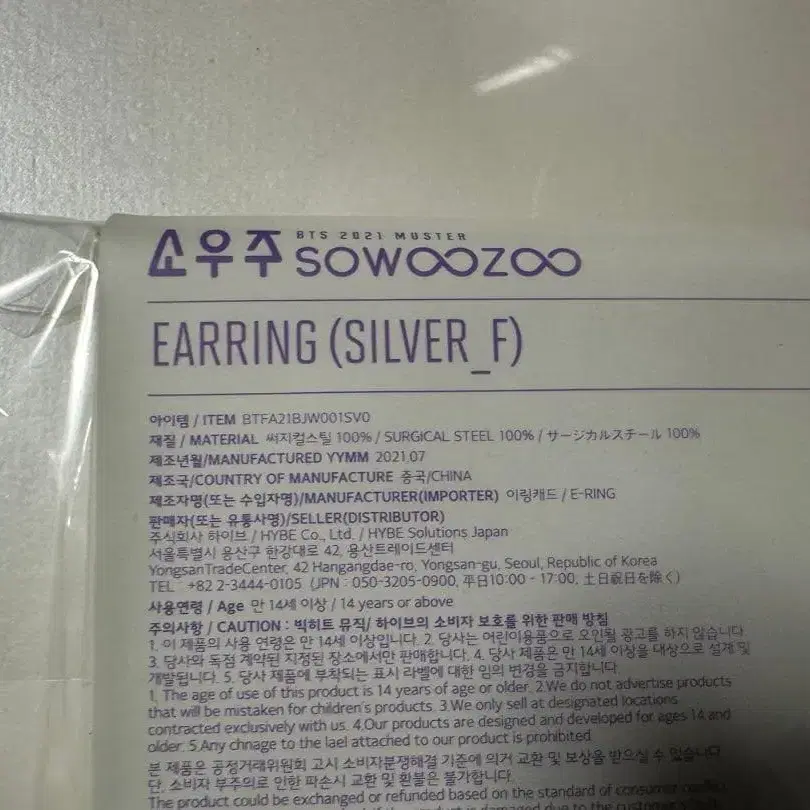 소우주 BTS 2021 MUSTER SOWOOZOO
EARRING (SILVER_F)
아이템 / ITEM BTFA21BJW001SV0
재질 / MATERIAL 써지컬스틸 100% / SURGICAL STEEL 100% / サージカルスチール 100%
제조년월/MANUFACTURED YYMM 2021.07
제조국/COUNTRY OF MANUFACTURE 중국/CHINA
제조자명(또는 수입자명)/MANUFACTURER(IMPORTER) 이링캐드 / E-RING
판매자(또는 유통사명)/SELLER(DISTRIBUTOR)
주식회사 하이브 / HYBE Co., Ltd. / HYBE Solutions Japan
서울특별시 용산구 한강대로 42, 용산트레이드센터
YongsanTradeCenter, 42 Hangangdae-ro, Yongsan-gu, Seoul, Republic of Korea
TEL : +82 2-3444-0105 (JPN : 050-3205-0900, 平日10:00 - 17:00, 土日祝日を除く)
사용연령 / Age 만 14세 이상 / 14 years or above
주의사항 / CAUTION : 빅히트 뮤직/ 하이브의 소비자 보호를 위한 판매 방침
1. 이 제품의 사용 연령은 만 14세 이상입니다. 2. 당사는 어린이용품으로 오인될 광고를 하지 않습니다.
3. 당사와 독점 계약된 지정된 장소에서만 판매합니다. 4. 당사 제품은 만 14세 이상을 대상으로 설계 및
개발됩니다. 5. 당사 제품에 부착되는 표시 라벨에 대한 임의 변경을 금지합니다.
1. The age of use of this product is 14 years of age or older. 2.We do not advertise products
that will be mistaken for children's products. 3.We only sell at designated locations
contracted exclusively with us. 4.Our products are designed and developed for ages 14 and
older. 5.Any chnage to the lael attached to our product is prohibited.
본 제품은 공정거래위원회 고시 소비자분쟁해결 기준에 의거 교환 및 보상을 받으실 수 있습니다.
단, 소비자 부주의로 인한 파손시 교환 및 환불은 불가합니다.
The product could be exchanged or refunded based on the standard of consumer
product is damaged due to the customer's